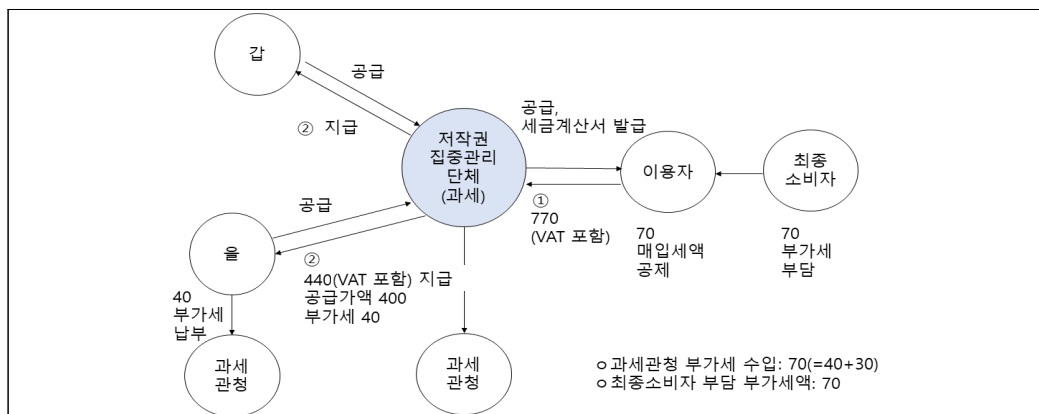 갑
공급
② 지급
저작권
집중관리
단체
(과세)
공급,
세금계산서 발급
이용자
최종
소비자
①
770
(VAT 포함)
70
매입세액
공제
70
부가세
부담
공급
을
②
440(VAT 포함) 지급
공급가액 400
부가세 40
40
부가세
납부
과세
관청
과세
관청
ㅇ과세관청 부가세 수입: 70(=40+30)
ㅇ최종소비자 부담 부가세액: 70